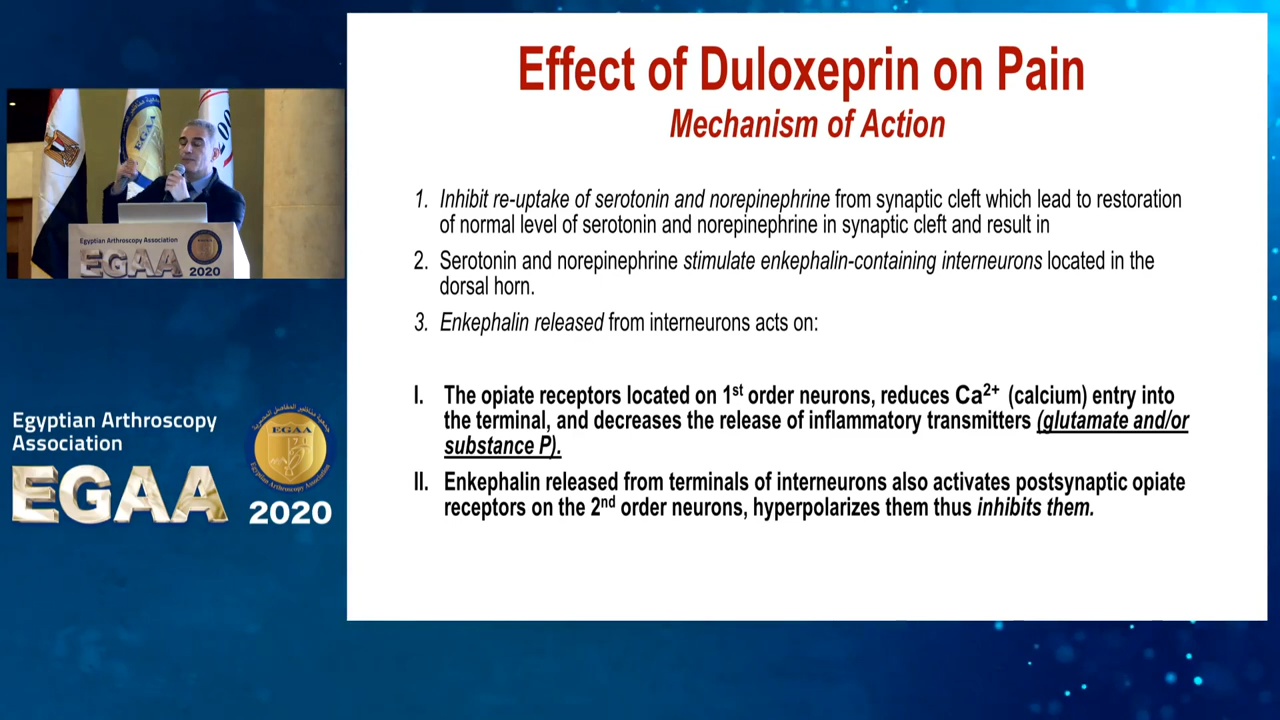 Effect of Duloxeprin on Pain
Mechanism of Action
1. Inhibit re-uptake of serotonin and norepinephrine from synaptic cleft which lead to restoration
of normal level of serotonin and norepinephrine in synaptic cleft and result in
2. Serotonin and norepinephrine stimulate enkephalin-containing interneurons located in the
dorsal horn.
3. Enkephalin released from interneurons acts on:
I. The opiate receptors located on 1st order neurons, reduces Ca2+ (calcium) entry into
the terminal, and decreases the release of inflammatory transmitters (glutamate and/or
substance P).
II. Enkephalin released from terminals of interneurons also activates postsynaptic opiate
receptors on the 2nd order neurons, hyperpolarizes them thus inhibits them.
EGAA
Egyptian Arthroscopy Association
EGAA
2020
Egyptian Arthroscopy
Association
EGAA
EGAA
Egyptian Arthroscopy Association
2020